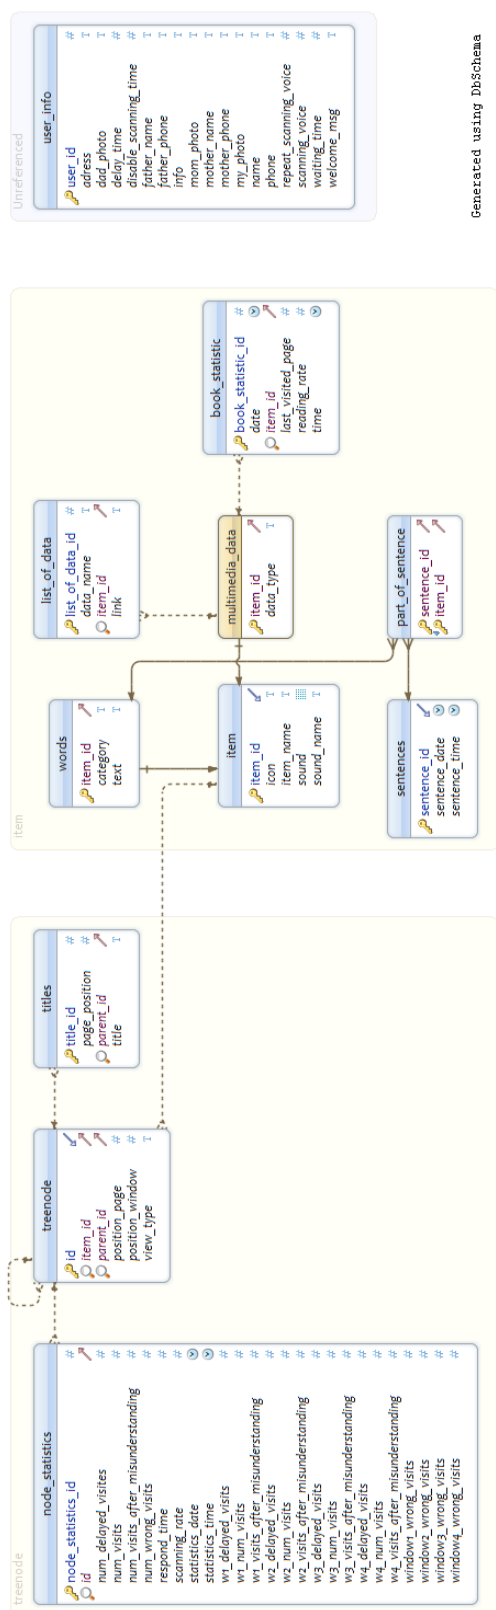 treenode
node_statistics
node_statistics_id
id
num_delayed_visites
num_visits
num_visits_after_misunderstanding
num_wrong_visits
respond_time
scanning_rate
statistics_date
statistics_time
w1_delayed_visits
w1_num_visits
w1_visits_after_misunderstanding
w2_delayed_visits
w2_num_visits
w2_visits_after_misunderstanding
w3_delayed_visits
w3_num_visits
w3_visits_after_misunderstanding
w4_delayed_visits
w4_num_visits
w4_visits_after_misunderstanding
window1_wrong_visits
window2_wrong_visits
window3_wrong_visits
window4_wrong_visits
treenode
id
item_id
parent_id
position_page
position_window
view_type
titles
title_id
page_position
parent_id
title
item
words
item_id
category
text
item
item_id
icon
item_name
sound
sound_name
sentences
sentence_id
sentence_date
sentence_time
list_of_data
list_of_data_id
data_name
item_id
link
multimedia_data
item_id
data_type
part_of_sentence
sentence_id
item_id
book_statistic
book_statistic_id
date
item_id
last_visited_page
reading_rate
time
Unreferenced
user_info
user_id
adress
dad_photo
delay_time
disable_scanning_time
father_name
father_phone
info
mom_photo
mother_name
mother_phone
my_photo
name
phone
repeat_scanning_voice
scanning_voice
waiting_time
welcome_msg
Generated using DbSchema